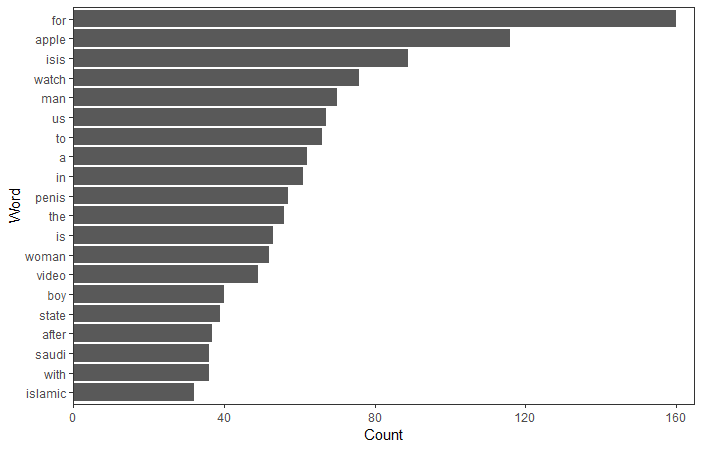 for
apple
isis
watch
man
us
to
a
in
penis
the
is
woman
video
boy
state
after
saudi
with
islamic
Word
0 40 80 120 160
Count